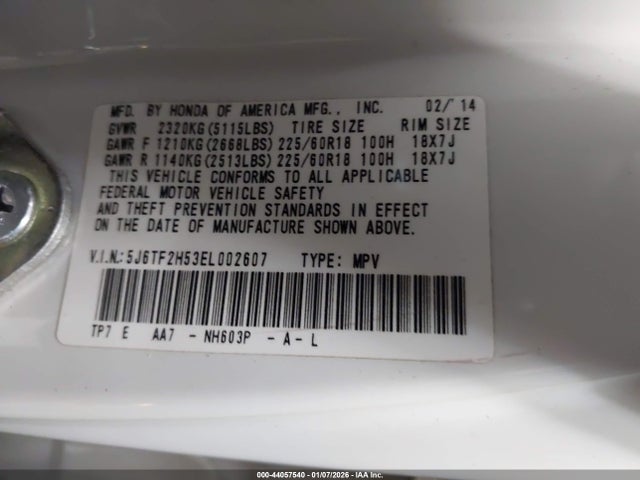 MFD. BY HONDA OF AMERICA MFG., INC. 02/'14
GVWR 2320KG(5115LBS) TIRE SIZE RIM SIZE
GAWR F 1210KG(2668LBS) 225/60R18 100H 18X7J
GAWR R 1140KG(2513LBS) 225/60R18 100H 18X7J
THIS VEHICLE CONFORMS TO ALL APPLICABLE
FEDERAL MOTOR VEHICLE SAFETY
AND THEFT PREVENTION STANDARDS IN EFFECT
ON THE DATE OF MANUFACTURE SHOWN ABOVE.
V.I.N.:5J6TF2H53EL002607 TYPE: MPV
TP7 E AA7 - NH603P - A - L
000-44057540 - 01/07/2026 - IAA Inc.